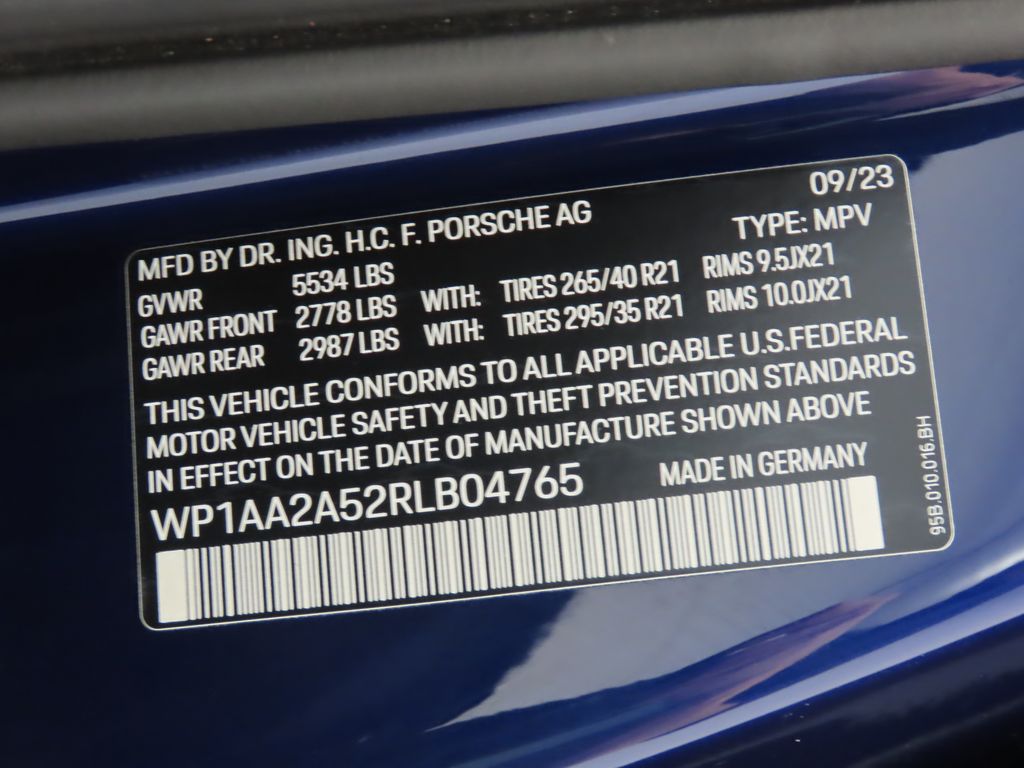 09/23
MFD BY DR. ING. H.C. F. PORSCHE AG TYPE: MPV
GVWR 5534 LBS
GAWR FRONT 2778 LBS WITH: TIRES 265/40 R21 RIMS 9.5JX21
GAWR REAR 2987 LBS WITH: TIRES 295/35 R21 RIMS 10.0JX21
THIS VEHICLE CONFORMS TO ALL APPLICABLE U.S.FEDERAL
MOTOR VEHICLE SAFETY AND THEFT PREVENTION STANDARDS
IN EFFECT ON THE DATE OF MANUFACTURE SHOWN ABOVE
WP1AA2A52RLB04765 MADE IN GERMANY
95B.010.016.BH